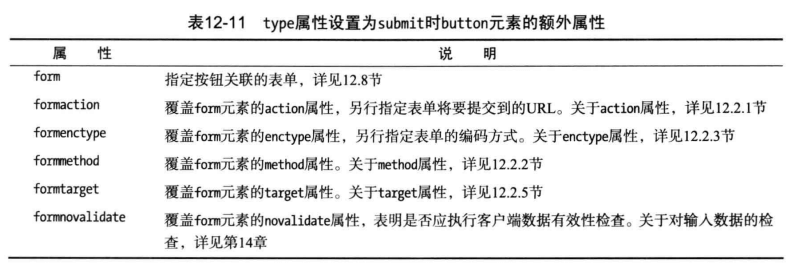 表12-11 type属性设置为submit时button元素的额外属性
属 性 说 明
form 指定按钮关联的表单，详见12.8节
formaction 覆盖form元素的action属性，另行指定表单将要提交到的URL。关于action属性，详见12.2.1节
formenctype 覆盖form元素的enctype属性，另行指定表单的编码方式。关于enctype属性，详见12.2.3节
formmethod 覆盖form元素的method属性。关于method属性，详见12.2.2节
formtarget 覆盖form元素的target属性。关于target属性，详见12.2.5节
formnovalidate 覆盖form元素的novalidate属性，表明是否应执行客户端数据有效性检查。关于对输入数据的检
查，详见第14章